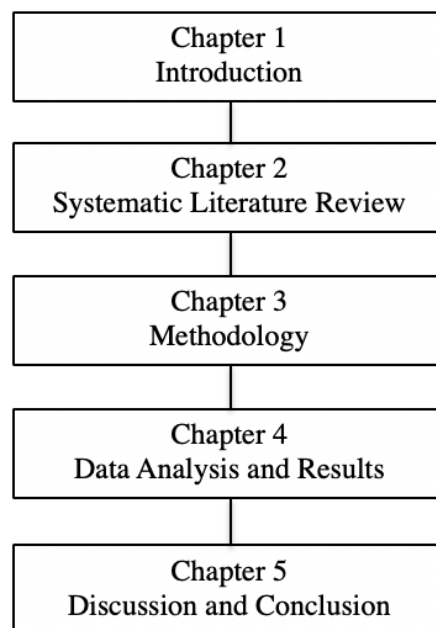 Chapter 1
Introduction
Chapter 2
Systematic Literature Review
Chapter 3
Methodology
Chapter 4
Data Analysis and Results
Chapter 5
Discussion and Conclusion